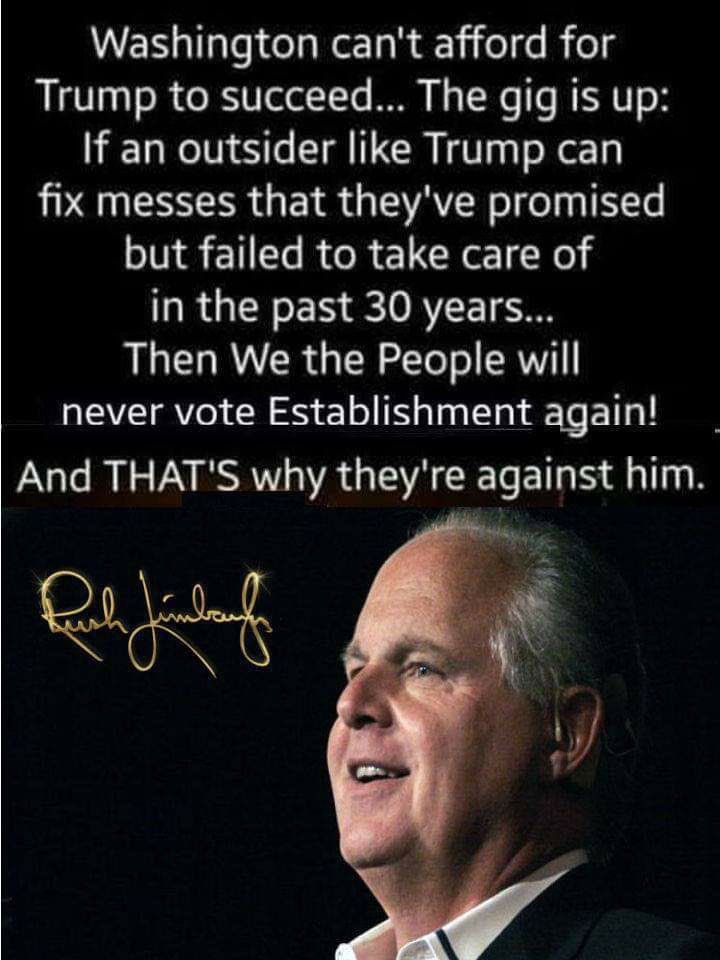 Washington can't afford for
Trump to succeed... The gig is up:
If an outsider like Trump can
fix messes that they've promised
but failed to take care of
in the past 30 years...
Then We the People will
never vote Establishment again!
And THAT'S why they're against him.
Rush Limbaugh